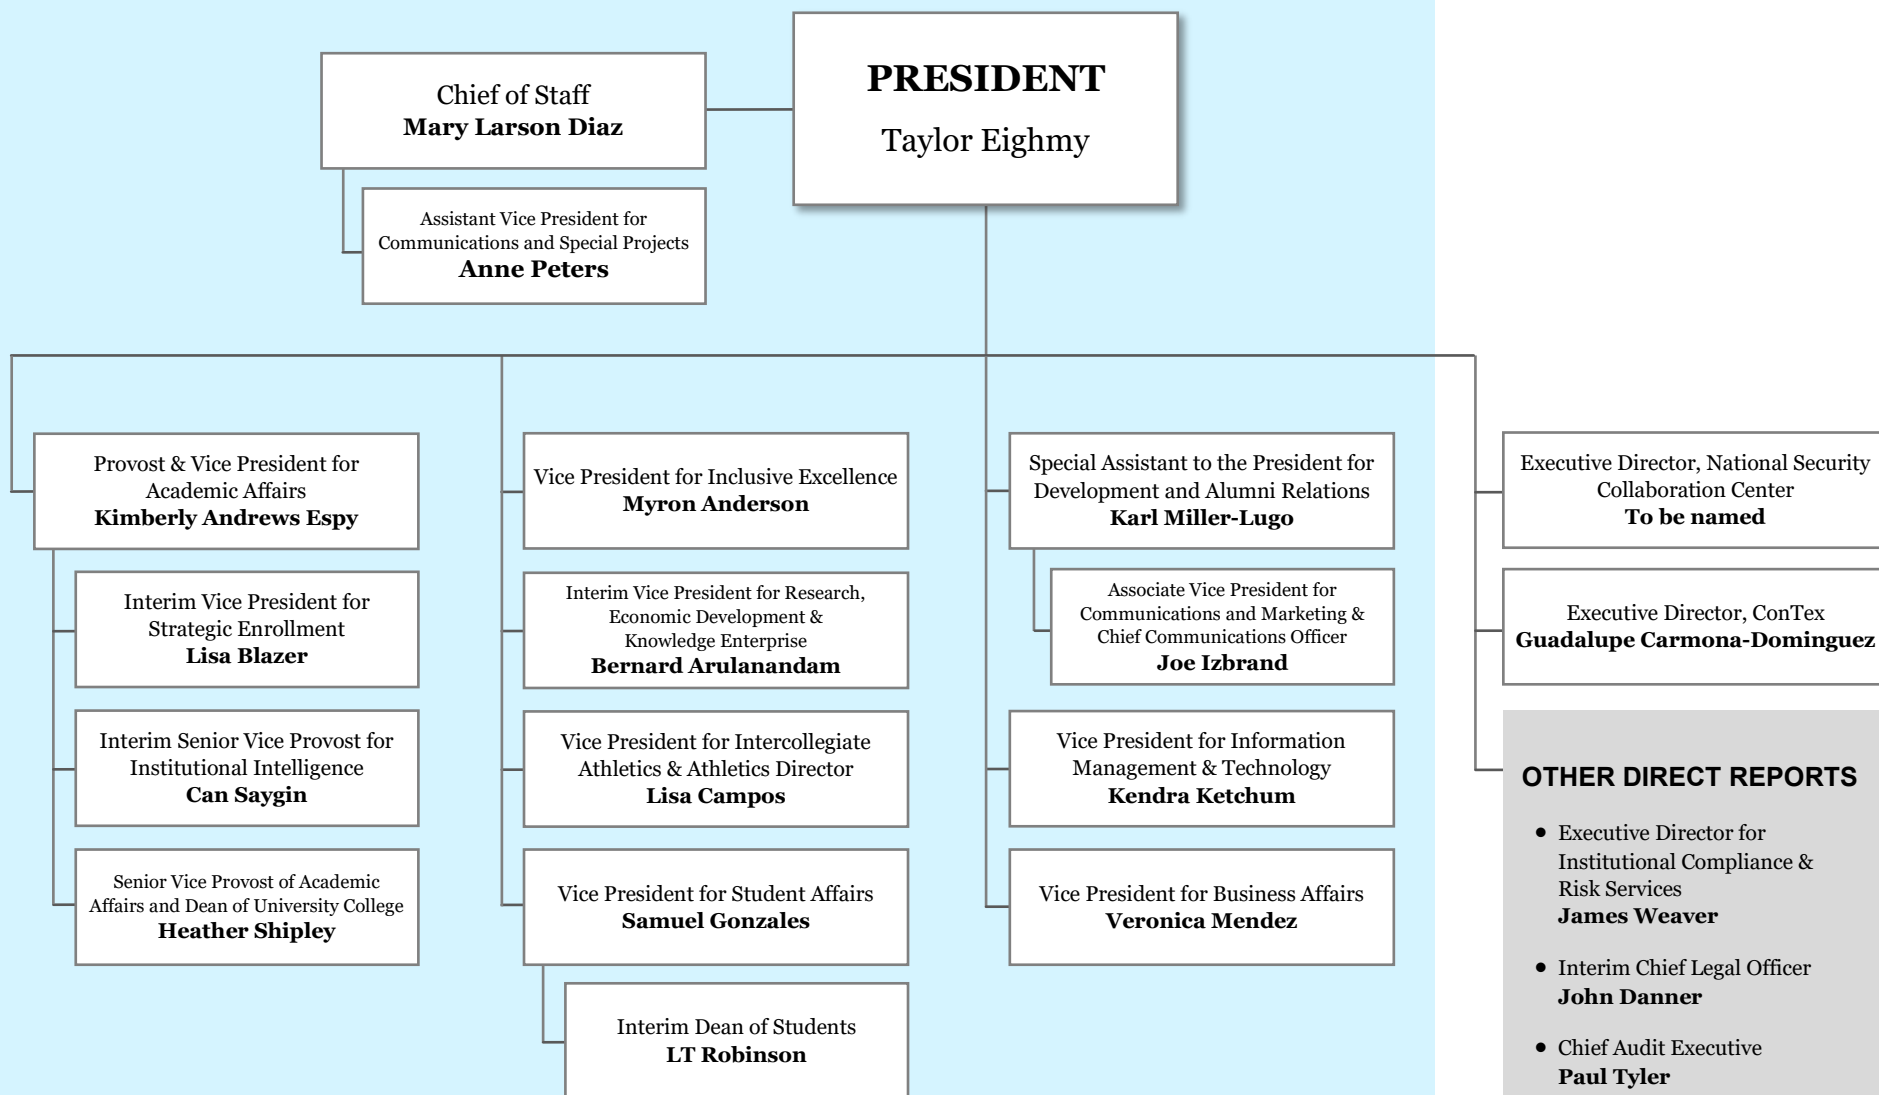 PRESIDENT
Taylor Eighmy
Chief of Staff
Mary Larson Diaz
Assistant Vice President for
Communications and Special Projects
Anne Peters
Provost & Vice President for
Academic Affairs
Kimberly Andrews Espy
Interim Vice President for
Strategic Enrollment
Lisa Blazer
Interim Senior Vice Provost for
Institutional Intelligence
Can Saygin
Senior Vice Provost of Academic
Affairs and Dean of University College
Heather Shipley
Vice President for Inclusive Excellence
Myron Anderson
Interim Vice President for Research,
Economic Development &
Knowledge Enterprise
Bernard Arulanandam
Vice President for Intercollegiate
Athletics & Athletics Director
Lisa Campos
Vice President for Student Affairs
Samuel Gonzales
Interim Dean of Students
LT Robinson
Special Assistant to the President for
Development and Alumni Relations
Karl Miller-Lugo
Associate Vice President for
Communications and Marketing &
Chief Communications Officer
Joe Izbrand
Vice President for Information
Management & Technology
Kendra Ketchum
Vice President for Business Affairs
Veronica Mendez
Executive Director, National Security
Collaboration Center
To be named
Executive Director, ConTex
Guadalupe Carmona-Dominguez
OTHER DIRECT REPORTS
• Executive Director for
Institutional Compliance &
Risk Services
James Weaver
• Interim Chief Legal Officer
John Danner
• Chief Audit Executive
Paul Tyler